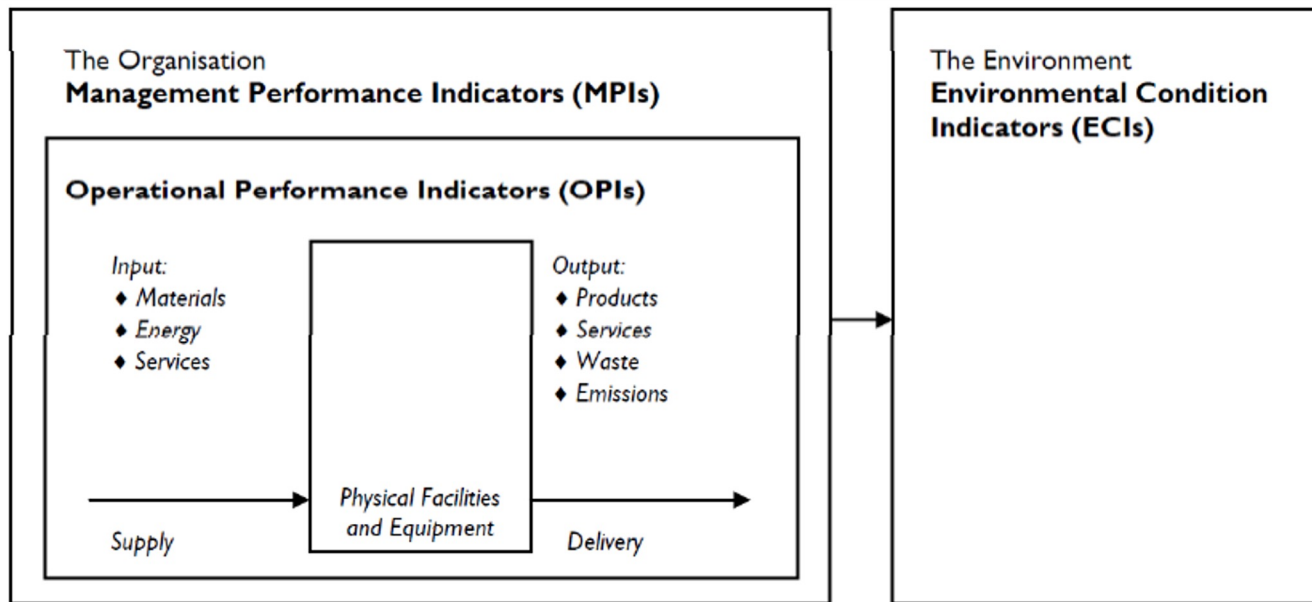 The Organisation
Management Performance Indicators (MPIs)
Operational Performance Indicators (OPIs)
Input:
♦ Materials
♦ Energy
♦ Services
Supply
Physical Facilities
and Equipment
Output:
♦ Products
♦ Services
♦ Waste
♦ Emissions
Delivery
The Environment
Environmental Condition
Indicators (ECIs)